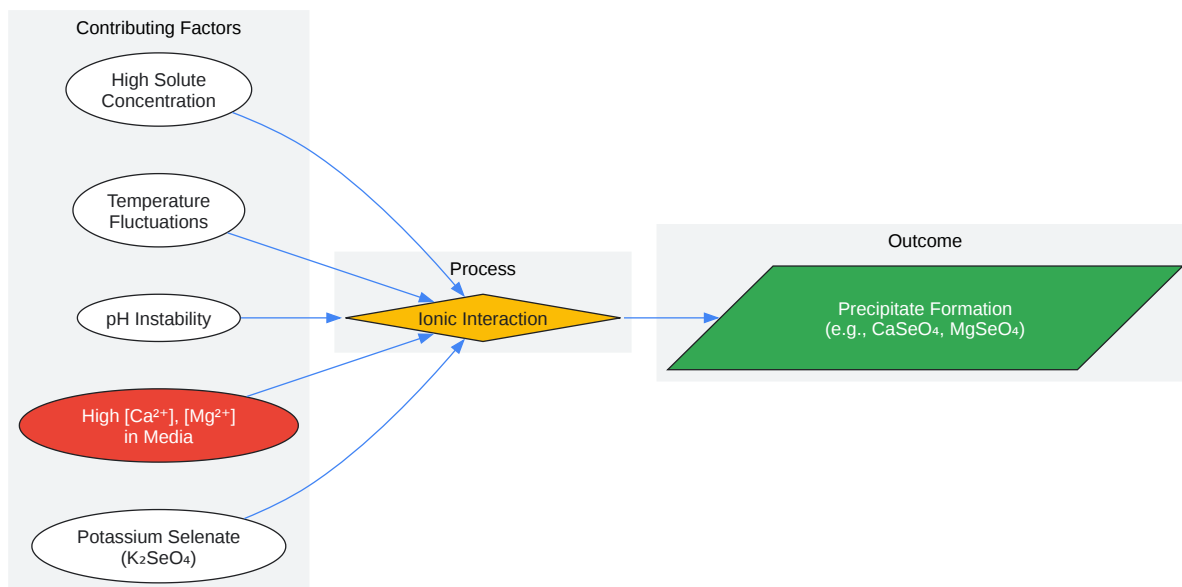 Contributing Factors
High Solute
Concentration
Temperature
Fluctuations
pH Instability
High [Ca²⁺], [Mg²⁺]
in Media
Potassium Selenate
(K₂SeO₄)
Process
Ionic Interaction
Outcome
Precipitate Formation
(e.g., CaSeO₄, MgSeO₄)